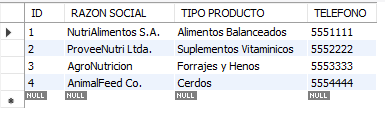 ID RAZON SOCIAL TIPO PRODUCTO TELEFONO
1 NutriAlimentos S.A. Alimentos Balanceados 5551111
2 ProveeNutri Ltda. Suplementos Vitaminicos 5552222
3 AgroNutricion Forrajes y Henos 5553333
4 AnimalFeed Co. Cerdos 5554444
NULL NULL NULL NULL